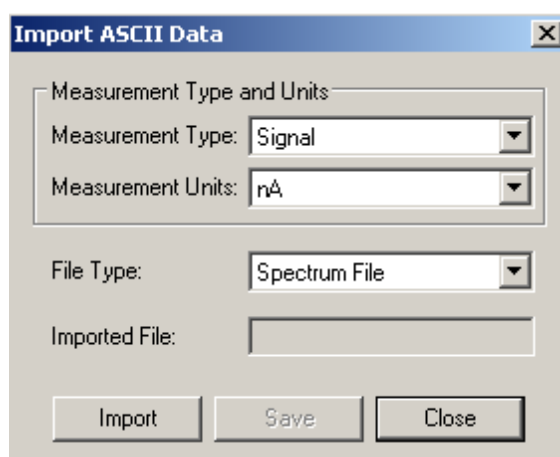 Import ASCII Data
Measurement Type and Units
Measurement Type: Signal
Measurement Units: nA
File Type: Spectrum File
Imported File:
Import Save Close